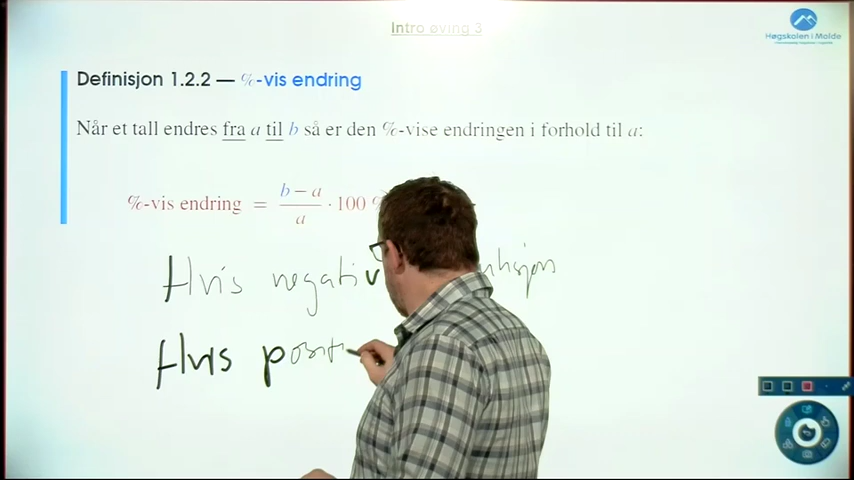 Intro øving 3
Høgskolen i Molde
Definisjon 1.2.2 — %-vis endring
Når et tall endres fra a til b så er den %-vise endringen i forhold til a:
%-vis endring = b − a / a · 100 %
Hvis negativ
Hvis positi